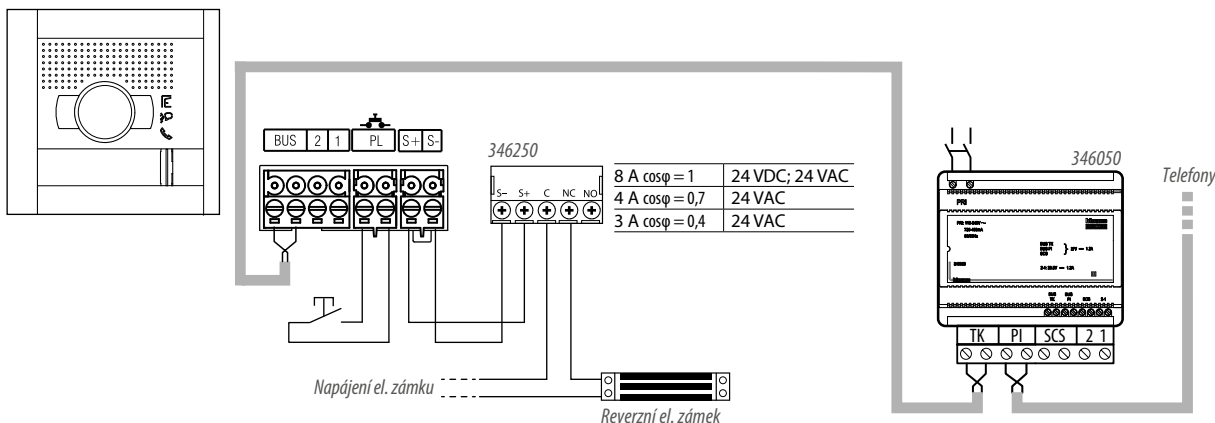 BUS 2 1 PL S+ S-
346250
S- S+ C NC NO
8 A cosφ = 1 24 VDC; 24 VAC
4 A cosφ = 0,7 24 VAC
3 A cosφ = 0,4 24 VAC
Napájení el. zámku
Reverzní el. zámek
346050
PRI
TK PI SCS 2 1
Telefony